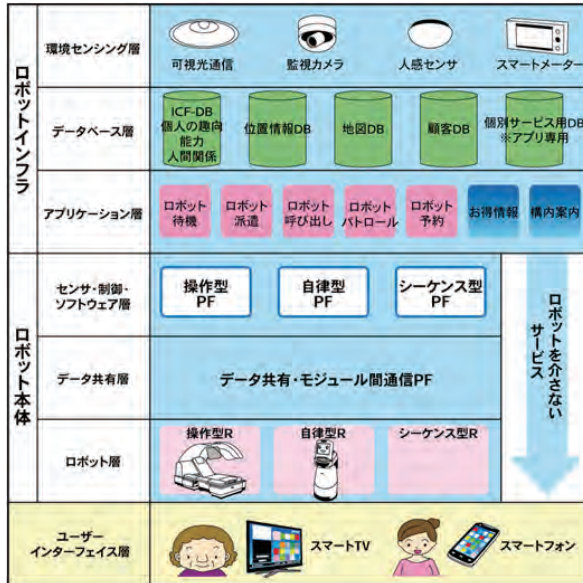 ロボットインフラ
環境センシング層
可視光通信
監視カメラ
人感センサ
スマートメーター
データベース層
ICF-DB
個人の趣向
能力
人間関係
位置情報DB
地図DB
顧客DB
個別サービス用DB
※アプリ専用
アプリケーション層
ロボット
待機
ロボット
派遣
ロボット
呼び出し
ロボット
パトロール
ロボット
予約
お得情報
構内案内
ロボット本体
センサ・制御・
ソフトウェア層
操作型
PF
自律型
PF
シーケンス型
PF
ロボットを介さない
サービス
データ共有層
データ共有・モジュール間通信PF
ロボット層
操作型R
自律型R
シーケンス型R
ユーザー
インターフェイス層
スマートTV
スマートフォン